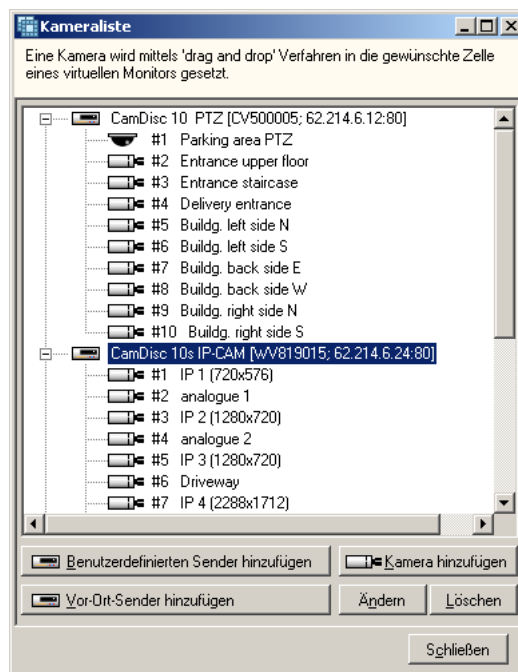 Kameraliste
Eine Kamera wird mittels 'drag and drop' Verfahren in die gewünschte Zelle
eines virtuellen Monitors gesetzt.
CamDisc 10 PTZ [CV500005; 62.214.6.12:80]
#1 Parking area PTZ
#2 Entrance upper floor
#3 Entrance staircase
#4 Delivery entrance
#5 Buildg. left side N
#6 Buildg. left side S
#7 Buildg. back side E
#8 Buildg. back side W
#9 Buildg. right side N
#10 Buildg. right side S
CamDisc 10s IP-CAM [WV819015; 62.214.6.24:80]
#1 IP 1 (720x576)
#2 analogue 1
#3 IP 2 (1280x720)
#4 analogue 2
#5 IP 3 (1280x720)
#6 Driveway
#7 IP 4 (2288x1712)
Benutzerdefinierten Sender hinzufügen Kamera hinzufügen
Vor-Ort-Sender hinzufügen Ändern Löschen
Schließen